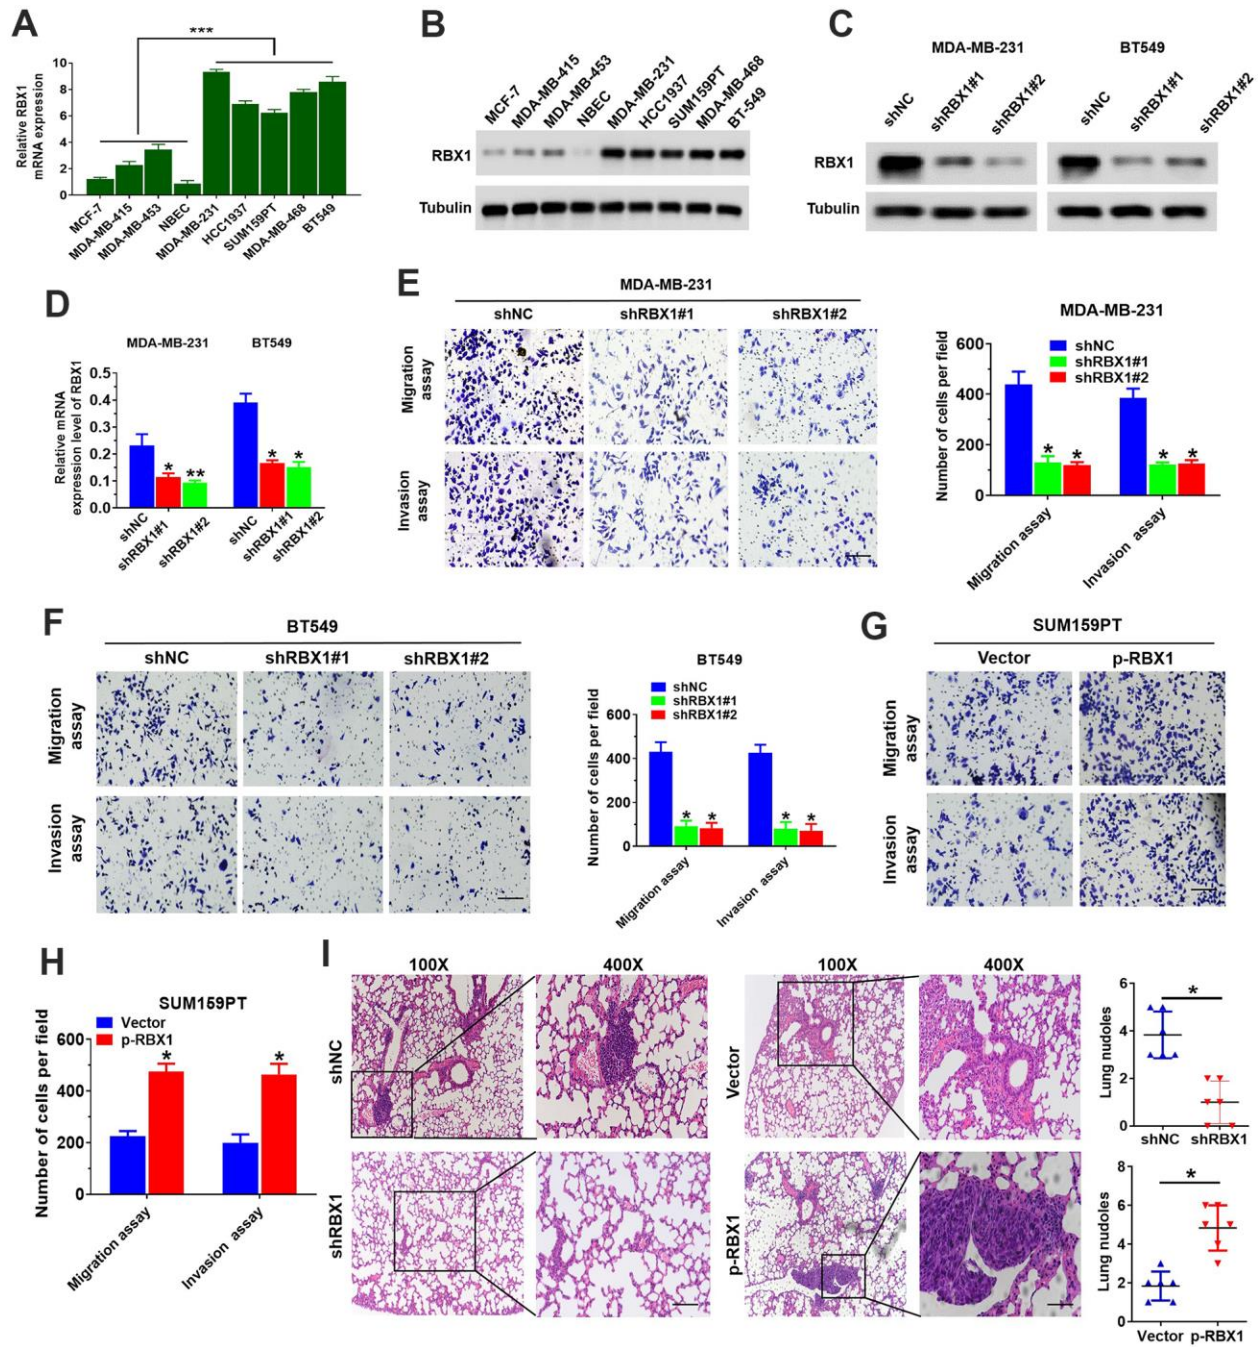 A
***
Relative RBX1
mRNA expression
10
8
6
4
2
0
MCF-7
MDA-MB-415
MDA-MB-453
NBEC
MDA-MB-231
HCC1937
SUM159PT
MDA-MB-468
BT549
B
MCF-7
MDA-MB-415
MDA-MB-453
NBEC
MDA-MB-231
HCC1937
SUM159PT
MDA-MB-468
BT-549
RBX1
Tubulin
C
MDA-MB-231
BT549
shNC
shRBX1#1
shRBX1#2
shNC
shRBX1#1
shRBX1#2
RBX1
Tubulin
D
MDA-MB-231
BT549
Relative mRNA
expression level of RBX1
0.5
0.4
0.3
0.2
0.1
0.0
*
**
*
*
shNC
shRBX1#1
shRBX1#2
shNC
shRBX1#1
shRBX1#2
E
MDA-MB-231
shNC
shRBX1#1
shRBX1#2
Migration
assay
Invasion
assay
MDA-MB-231
shNC
shRBX1#1
shRBX1#2
Number of cells per field
600
400
200
0
*
*
*
*
Migration assay
Invasion assay
F
BT549
shNC
shRBX1#1
shRBX1#2
Migration
assay
Invasion
assay
BT549
shNC
shRBX1#1
shRBX1#2
Number of cells per field
600
400
200
0
*
*
*
*
Migration assay
Invasion assay
G
SUM159PT
Vector
p-RBX1
Migration
assay
Invasion
assay
H
SUM159PT
Vector
p-RBX1
Number of cells per field
600
400
200
0
*
*
Migration assay
Invasion assay
I
100X
400X
100X
400X
shNC
shRBX1
Vector
p-RBX1
Lung nudoles
6
4
2
0
*
shNC
shRBX1
Lung nudoles
8
6
4
2
0
*
Vector
p-RBX1